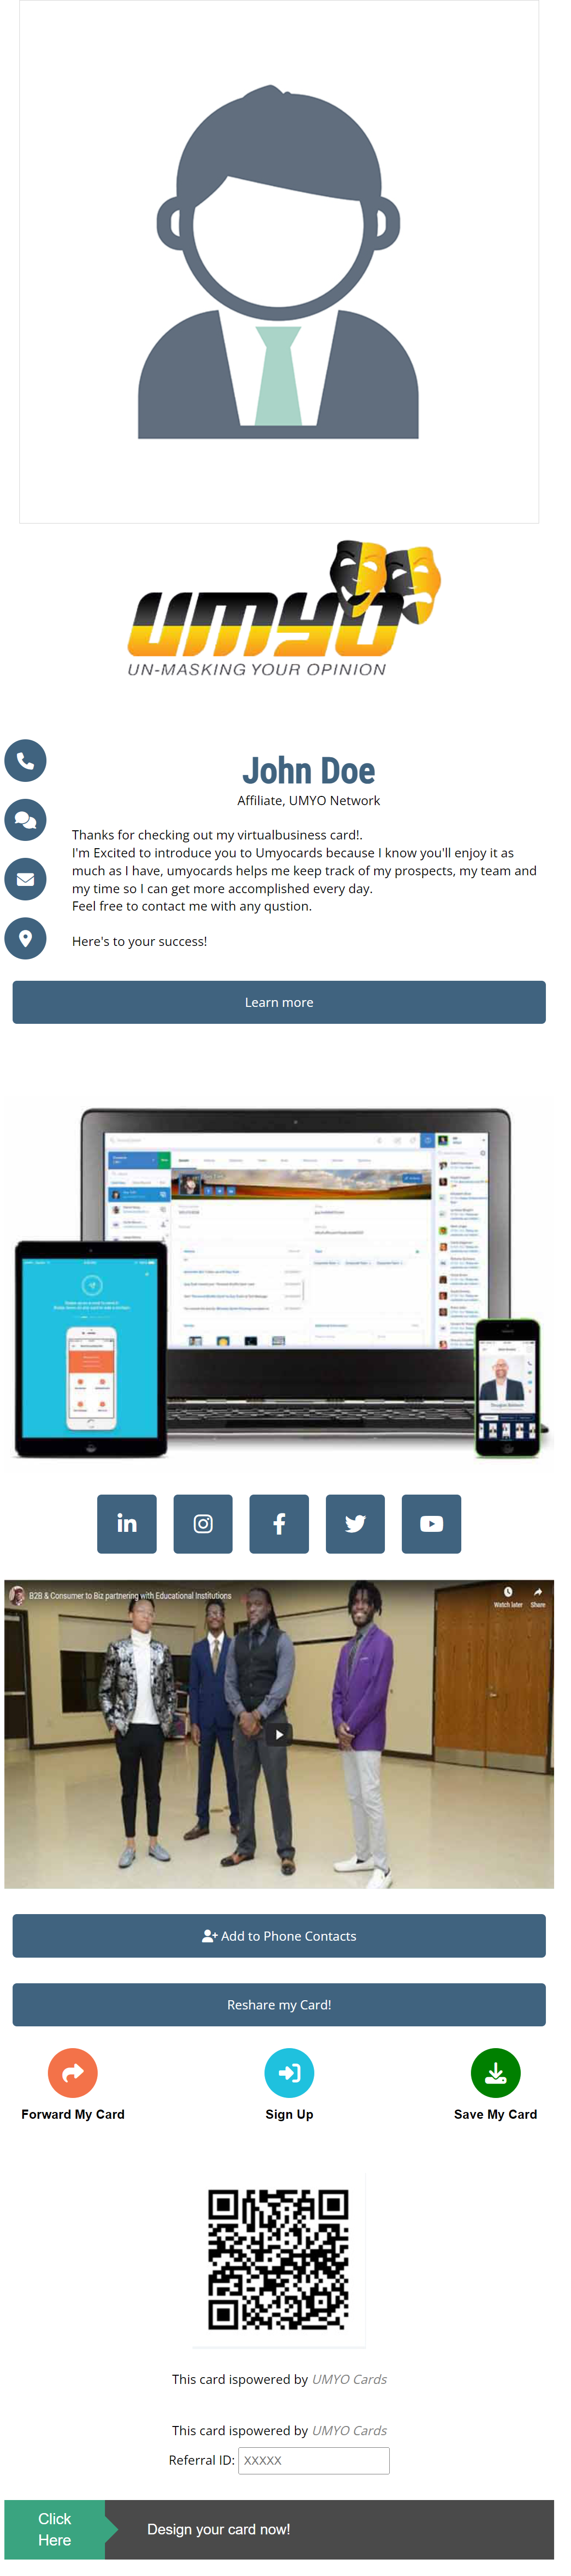 UMYO
UN-MASKING YOUR OPINION
John Doe
Affiliate, UMYO Network
Thanks for checking out my virtualbusiness card!.
I'm Excited to introduce you to Umyocards because I know you'll enjoy it as
much as I have, umyocards helps me keep track of my prospects, my team and
my time so I can get more accomplished every day.
Feel free to contact me with any qustion.
Here's to your success!
Learn more
B2B & Consumer to Biz partnering with Educational Institutions
Watch later
Share
Add to Phone Contacts
Reshare my Card!
Forward My Card
Sign Up
Save My Card
This card ispowered by UMYO Cards
This card ispowered by UMYO Cards
Referral ID: XXXXX
Click
Here
Design your card now!